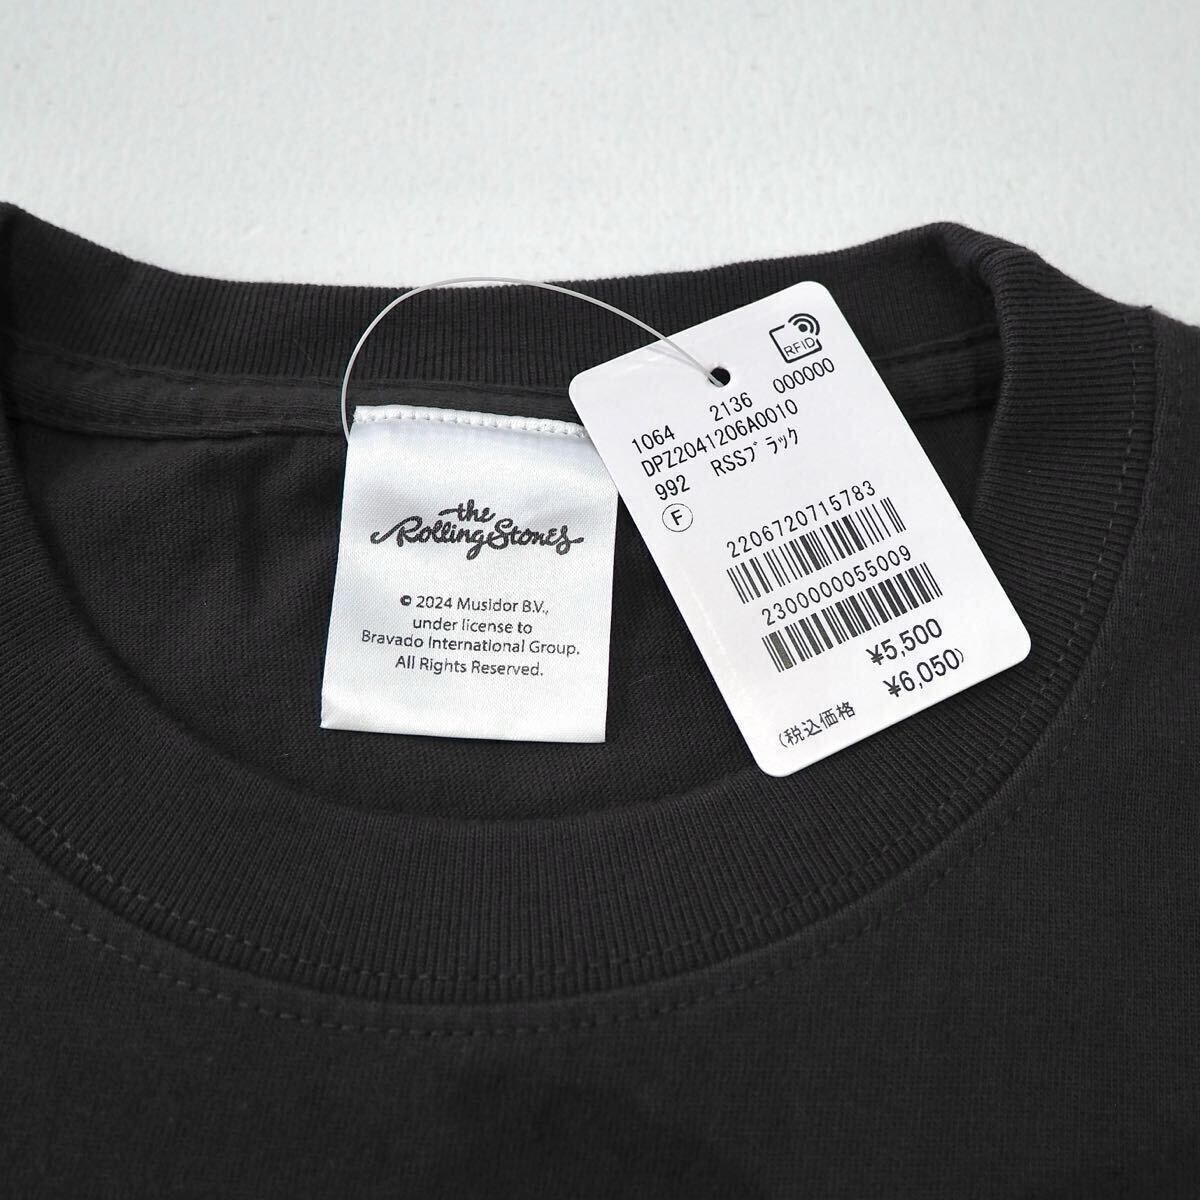 the
Rolling Stones
© 2024 Musidor B.V.,
under license to
Bravado International Group.
All Rights Reserved.
RFID
1064 2136 000000
DPZ2041206A0010
992 RSSブラック
F
2206720715783
2300000055009
¥5,500
(税込価格 ¥6,050)